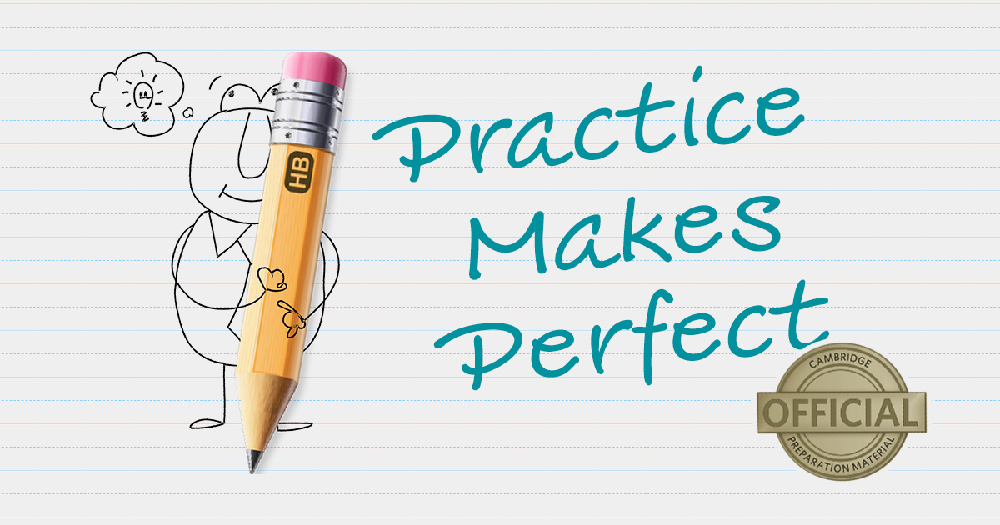 HB
Practice
Makes
Perfect
CAMBRIDGE
OFFICIAL
PREPARATION MATERIAL